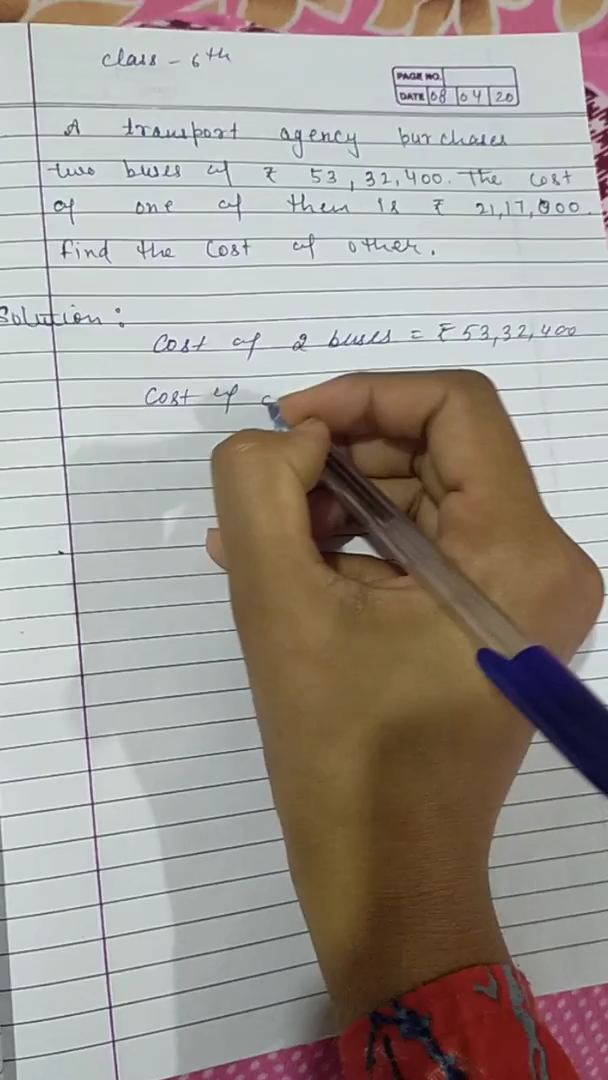 Class - 6th
PAGE NO.
DATE 08 04 20
A transport agency purchases
two buses of ₹ 53,32,400. The cost
of one of them is ₹ 21,17,000.
Find the Cost of other.
Solution:
Cost of 2 buses = ₹ 53,32,400
Cost of